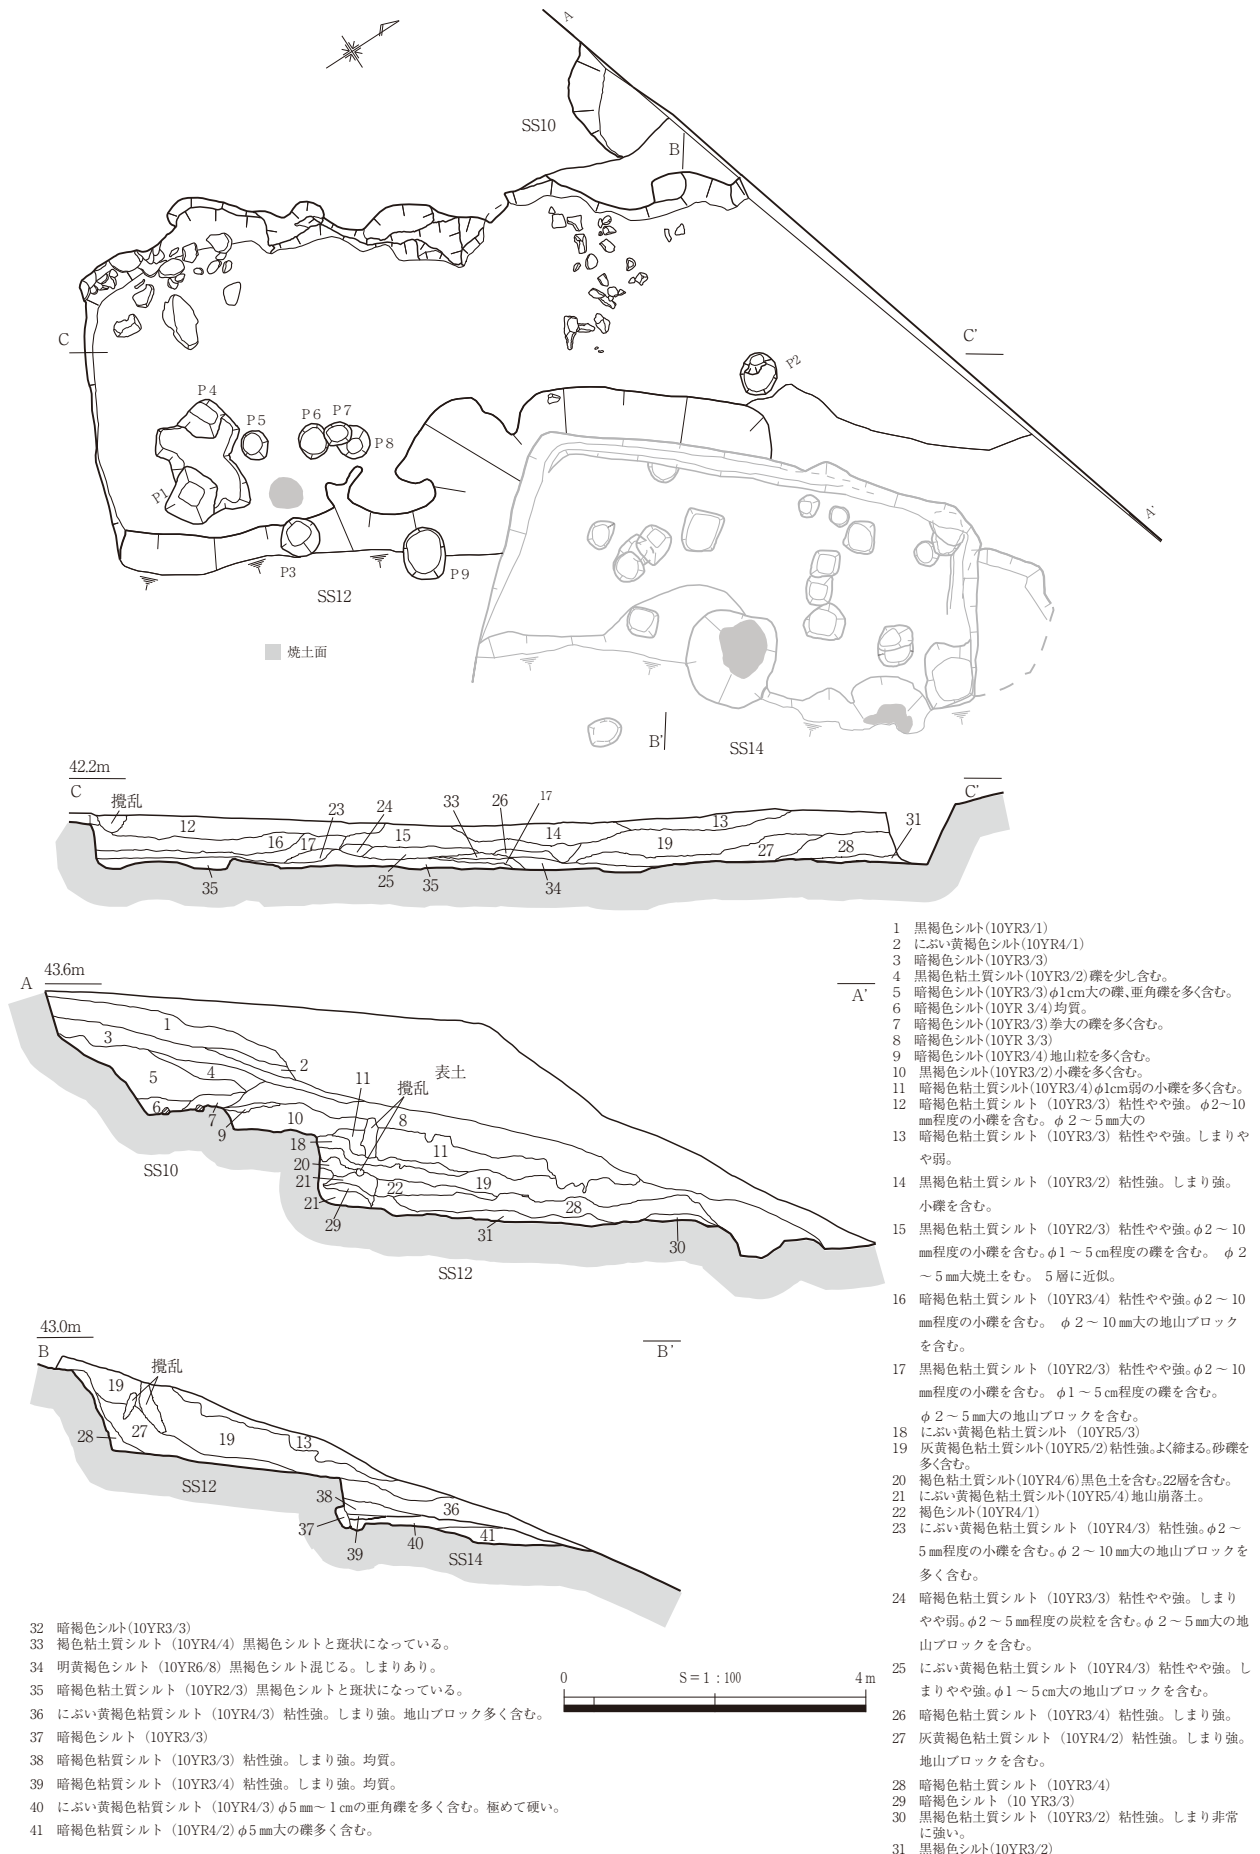 A
SS10
B
C
C'
P2
P4
P5
P6
P7
P8
P1
A'
P3
P9
SS12
焼土面
B'
SS14
42.2m
C
C'
攪乱
12
16
17
23
24
15
33
26
17
14
13
19
27
28
31
35
25
35
34
43.6m
A
A'
1
2
3
4
5
6
7
9
10
表土
攪乱
11
8
11
18
20
21
21
29
22
19
28
31
30
SS10
SS12
43.0m
B
B'
攪乱
19
27
28
19
13
SS12
38
37
39
36
40
41
SS14
1 黒褐色シルト(10YR3/1)
2 にぶい黄褐色シルト(10YR4/1)
3 暗褐色シルト(10YR3/3)
4 黒褐色粘土質シルト(10YR3/2)礫を少し含む。
5 暗褐色シルト(10YR3/3)φ1cm大の礫、亜角礫を多く含む。
6 暗褐色シルト(10YR 3/4)均質。
7 暗褐色シルト(10YR3/3)拳大の礫を多く含む。
8 暗褐色シルト(10YR 3/3)
9 暗褐色シルト(10YR3/4)地山粒を多く含む。
10 黒褐色シルト(10YR3/2)小礫を多く含む。
11 暗褐色粘土質シルト(10YR3/4)φ1cm弱の小礫を多く含む。
12 暗褐色粘土質シルト（10YR3/3）粘性やや強。φ2～10
㎜程度の小礫を含む。φ2～5㎜大の
13 暗褐色粘土質シルト（10YR3/3）粘性やや強。しまりや
や弱。
14 黒褐色粘土質シルト（10YR3/2）粘性強。しまり強。
小礫を含む。
15 黒褐色粘土質シルト（10YR2/3）粘性やや強。φ2～10
㎜程度の小礫を含む。φ1～5㎝程度の礫を含む。 φ2
～5㎜大焼土をむ。 5層に近似。
16 暗褐色粘土質シルト（10YR3/4）粘性やや強。φ2～10
㎜程度の小礫を含む。 φ2～10㎜大の地山ブロック
を含む。
17 黒褐色粘土質シルト（10YR2/3）粘性やや強。φ2～10
㎜程度の小礫を含む。 φ1～5㎝程度の礫を含む。
φ2～5㎜大の地山ブロックを含む。
18 にぶい黄褐色粘土質シルト（10YR5/3)
19 灰黄褐色粘土質シルト(10YR5/2)粘性強。よく締まる。砂礫を
多く含む。
20 褐色粘土質シルト(10YR4/6)黒色土を含む。22層を含む。
21 にぶい黄褐色粘土質シルト(10YR5/4)地山崩落土。
22 褐色シルト(10YR4/1)
23 にぶい黄褐色粘土質シルト（10YR4/3）粘性強。φ2～
5㎜程度の小礫を含む。φ2～10㎜大の地山ブロックを
多く含む。
24 暗褐色粘土質シルト（10YR3/3）粘性やや強。しまり
やや弱。φ2～5㎜程度の炭粒を含む。φ2～5㎜大の地
山ブロックを含む。
25 にぶい黄褐色粘土質シルト（10YR4/3）粘性やや強。し
まりやや強。φ1～5㎝大の地山ブロックを含む。
26 暗褐色粘土質シルト（10YR3/4）粘性強。しまり強。
27 灰黄褐色粘土質シルト（10YR4/2）粘性強。しまり強。
地山ブロックを含む。
28 暗褐色粘土質シルト（10YR3/4）
29 暗褐色シルト（10 YR3/3）
30 黒褐色粘土質シルト（10YR3/2）粘性強。しまり非常
に強い。
31 黒褐色シルト(10YR3/2)
32 暗褐色シルト(10YR3/3)
33 褐色粘土質シルト（10YR4/4）黒褐色シルトと斑状になっている。
34 明黄褐色シルト（10YR6/8）黒褐色シルト混じる。しまりあり。
35 暗褐色粘土質シルト（10YR2/3）黒褐色シルトと斑状になっている。
36 にぶい黄褐色粘質シルト（10YR4/3）粘性強。しまり強。地山ブロック多く含む。
37 暗褐色シルト（10YR3/3）
38 暗褐色粘質シルト（10YR3/3）粘性強。しまり強。均質。
39 暗褐色粘質シルト（10YR3/4）粘性強。しまり強。均質。
40 にぶい黄褐色粘質シルト（10YR4/3）φ5㎜～1㎝の亜角礫を多く含む。極めて硬い。
41 暗褐色粘質シルト（10YR4/2）φ5㎜大の礫多く含む。
0 S＝1：100 4m